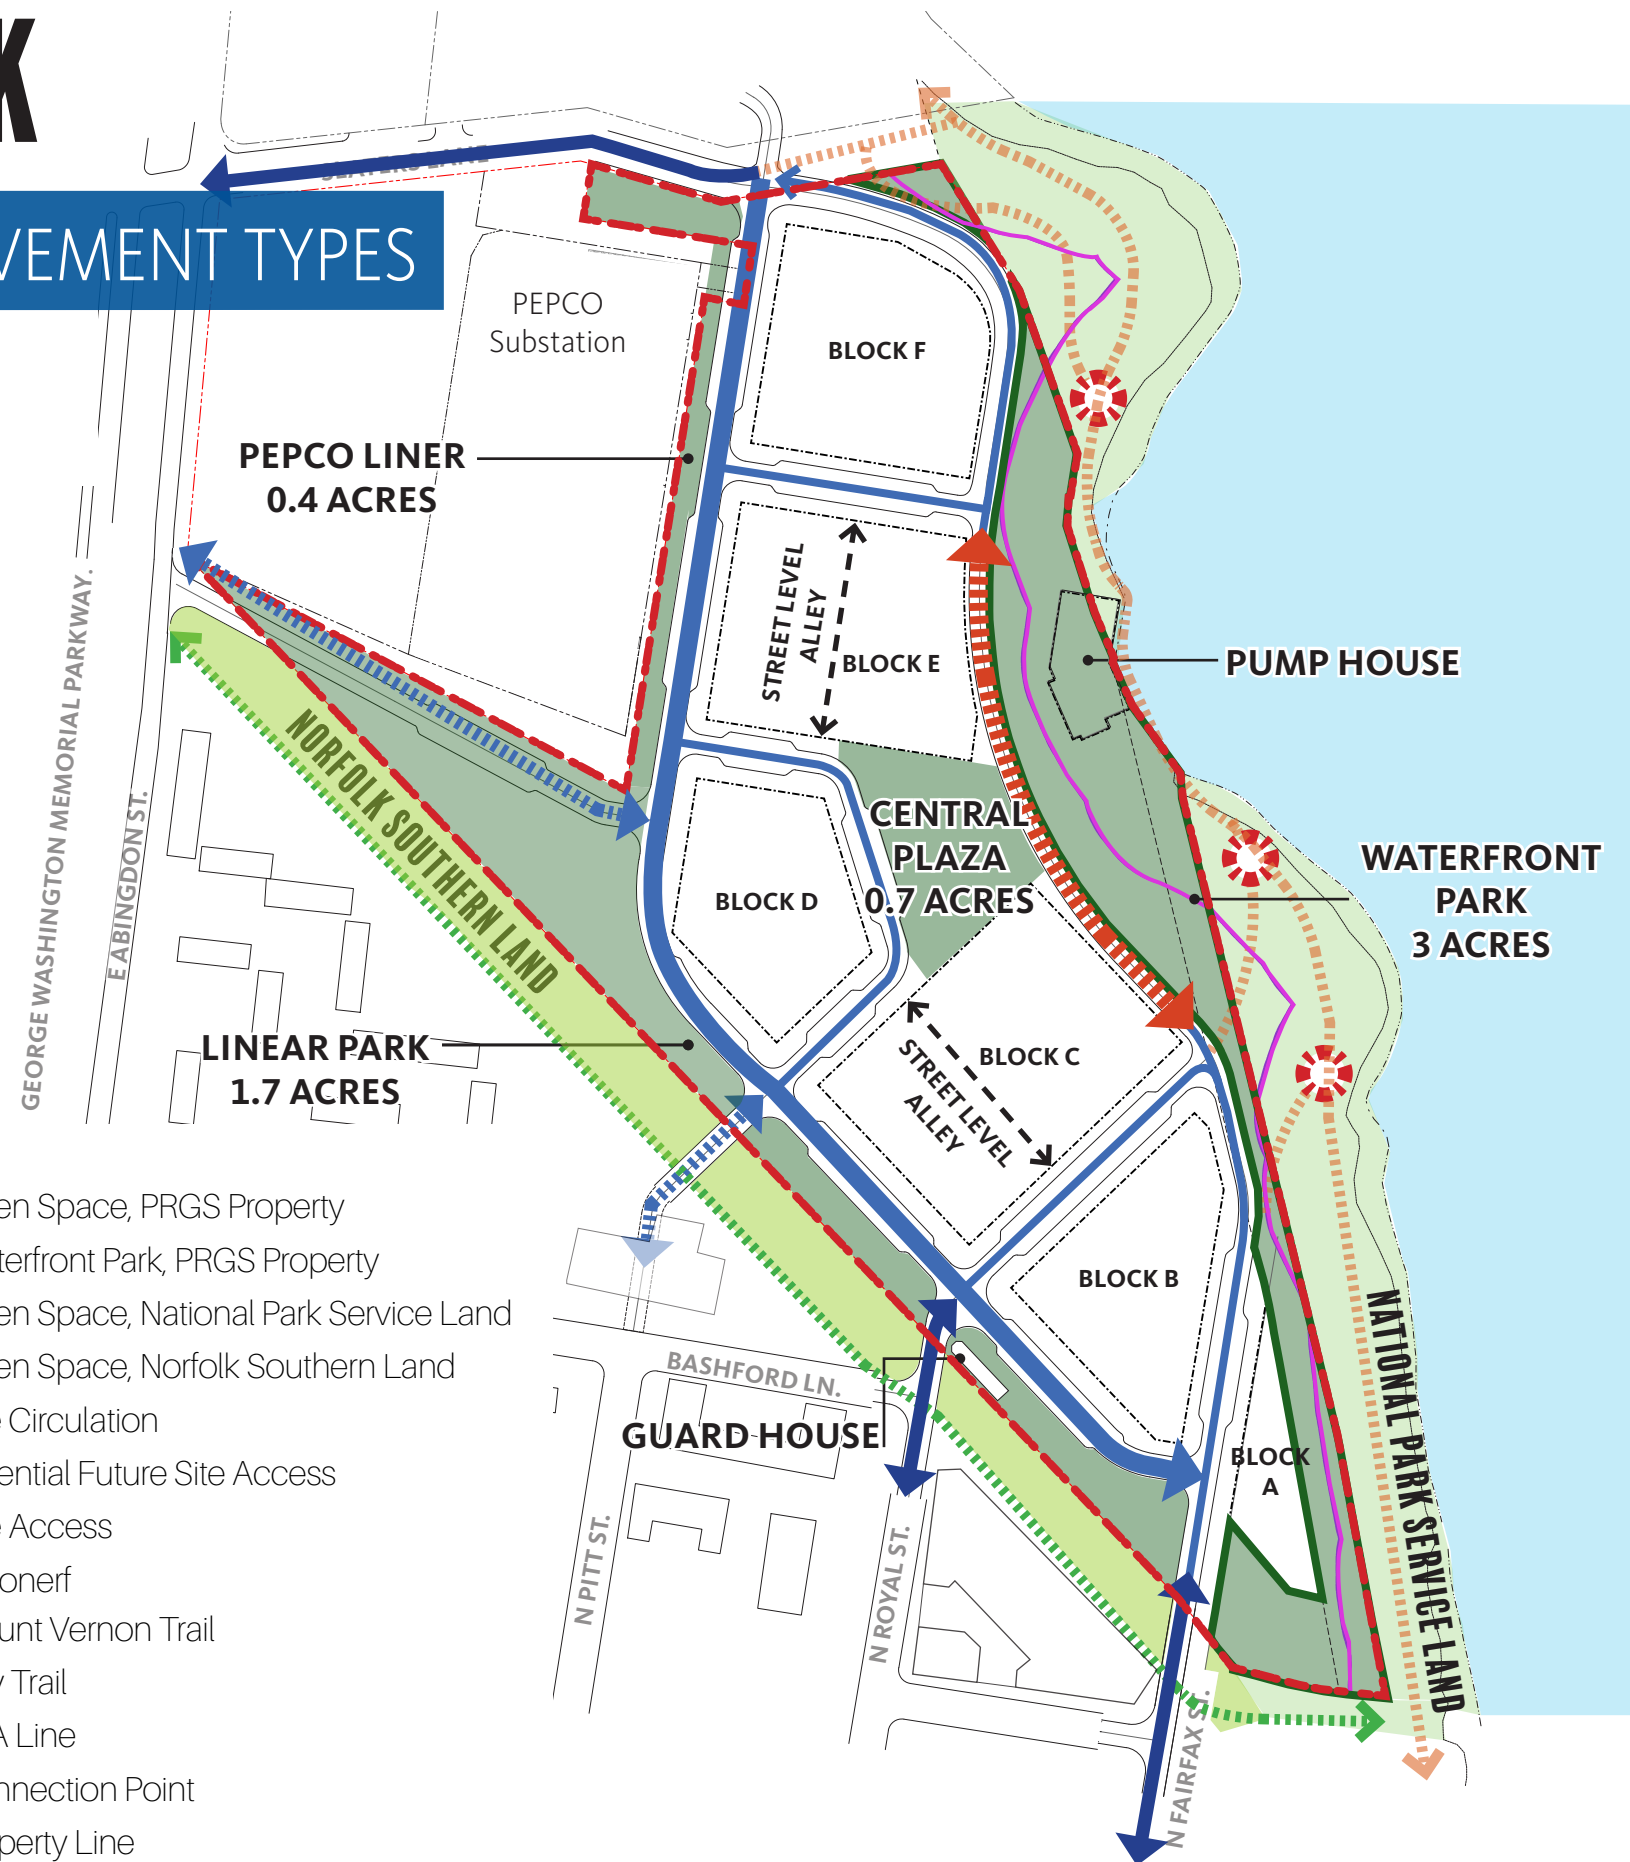 K
VEMENT TYPES
SLATERS LANE
PEPCO
Substation
BLOCK F
PEPCO LINER
0.4 ACRES
STREET LEVEL
ALLEY
BLOCK E
PUMP HOUSE
GEORGE WASHINGTON MEMORIAL PARKWAY.
E ABINGDON ST.
NORFOLK SOUTHERN LAND
CENTRAL
PLAZA
0.7 ACRES
WATERFRONT
PARK
3 ACRES
BLOCK D
LINEAR PARK
1.7 ACRES
BLOCK C
STREET LEVEL
ALLEY
BLOCK B
BASHFORD LN.
GUARD HOUSE
BLOCK
A
NATIONAL PARK SERVICE LAND
N PITT ST.
N ROYAL ST.
N FAIRFAX ST.
en Space, PRGS Property
terfront Park, PRGS Property
en Space, National Park Service Land
en Space, Norfolk Southern Land
e Circulation
ential Future Site Access
e Access
onerf
unt Vernon Trail
y Trail
A Line
nnection Point
perty Line